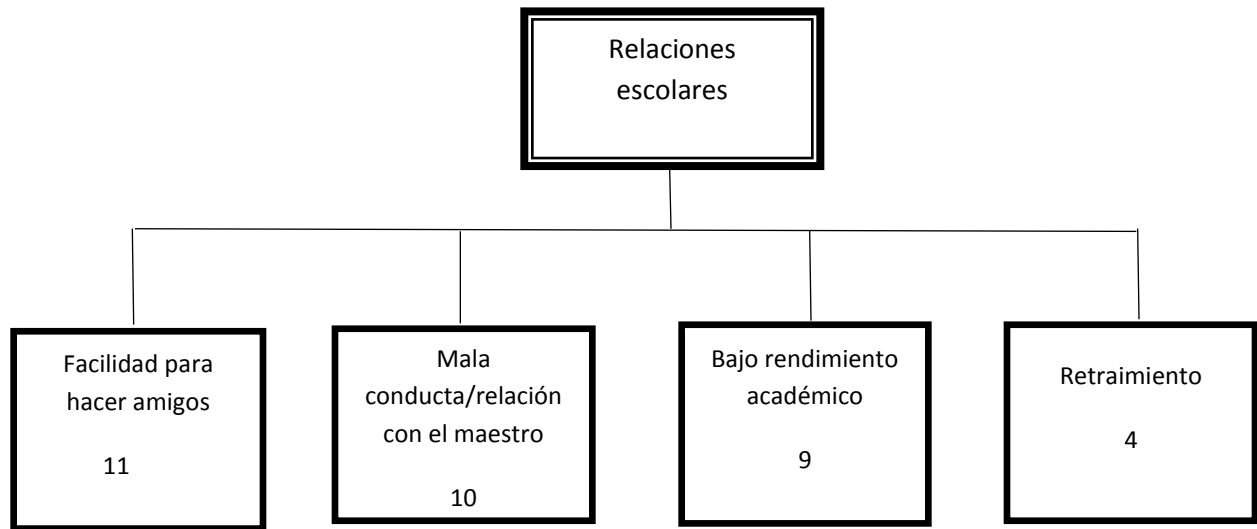 Relaciones
escolares
Facilidad para
hacer amigos
11
Mala
conducta/relación
con el maestro
10
Bajo rendimiento
académico
9
Retraimiento
4